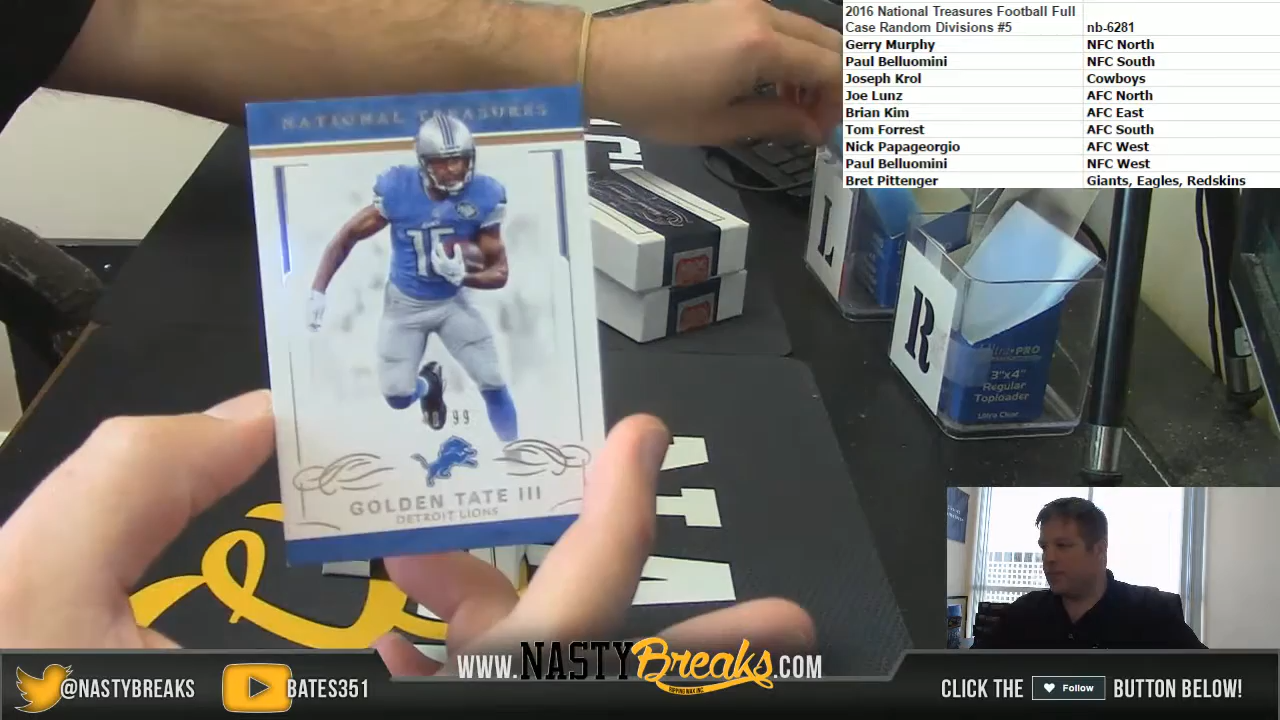 2016 National Treasures Football Full
Case Random Divisions #5 nb-6281
Gerry Murphy NFC North
Paul Belluomini NFC South
Joseph Krol Cowboys
Joe Lunz AFC North
Brian Kim AFC East
Tom Forrest AFC South
Nick Papageorgio AFC West
Paul Belluomini NFC West
Bret Pittenger Giants, Eagles, Redskins
NATIONAL TREASURES
15
99
GOLDEN TATE III
DETROIT LIONS
L
R
PRO
3"x4"
Regular
Toploader
Ultra Clear
WWW.NASTYBreaks.COM
@NASTYBREAKS
BATES351
CLICK THE Follow BUTTON BELOW!